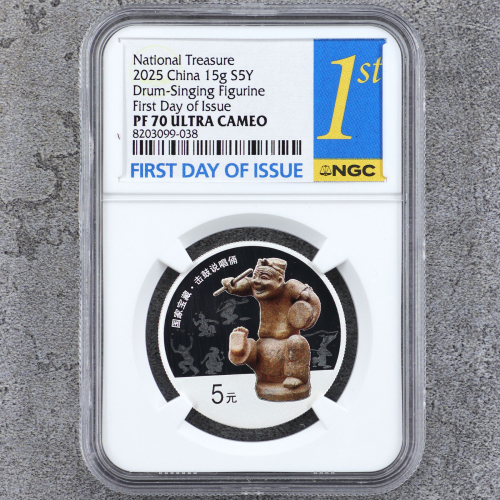 National Treasure
2025 China 15g S5Y
Drum-Singing Figurine
First Day of Issue
PF 70 ULTRA CAMEO
8203099-038
FIRST DAY OF ISSUE
1st
NGC
国家宝藏·击鼓说唱俑
5元